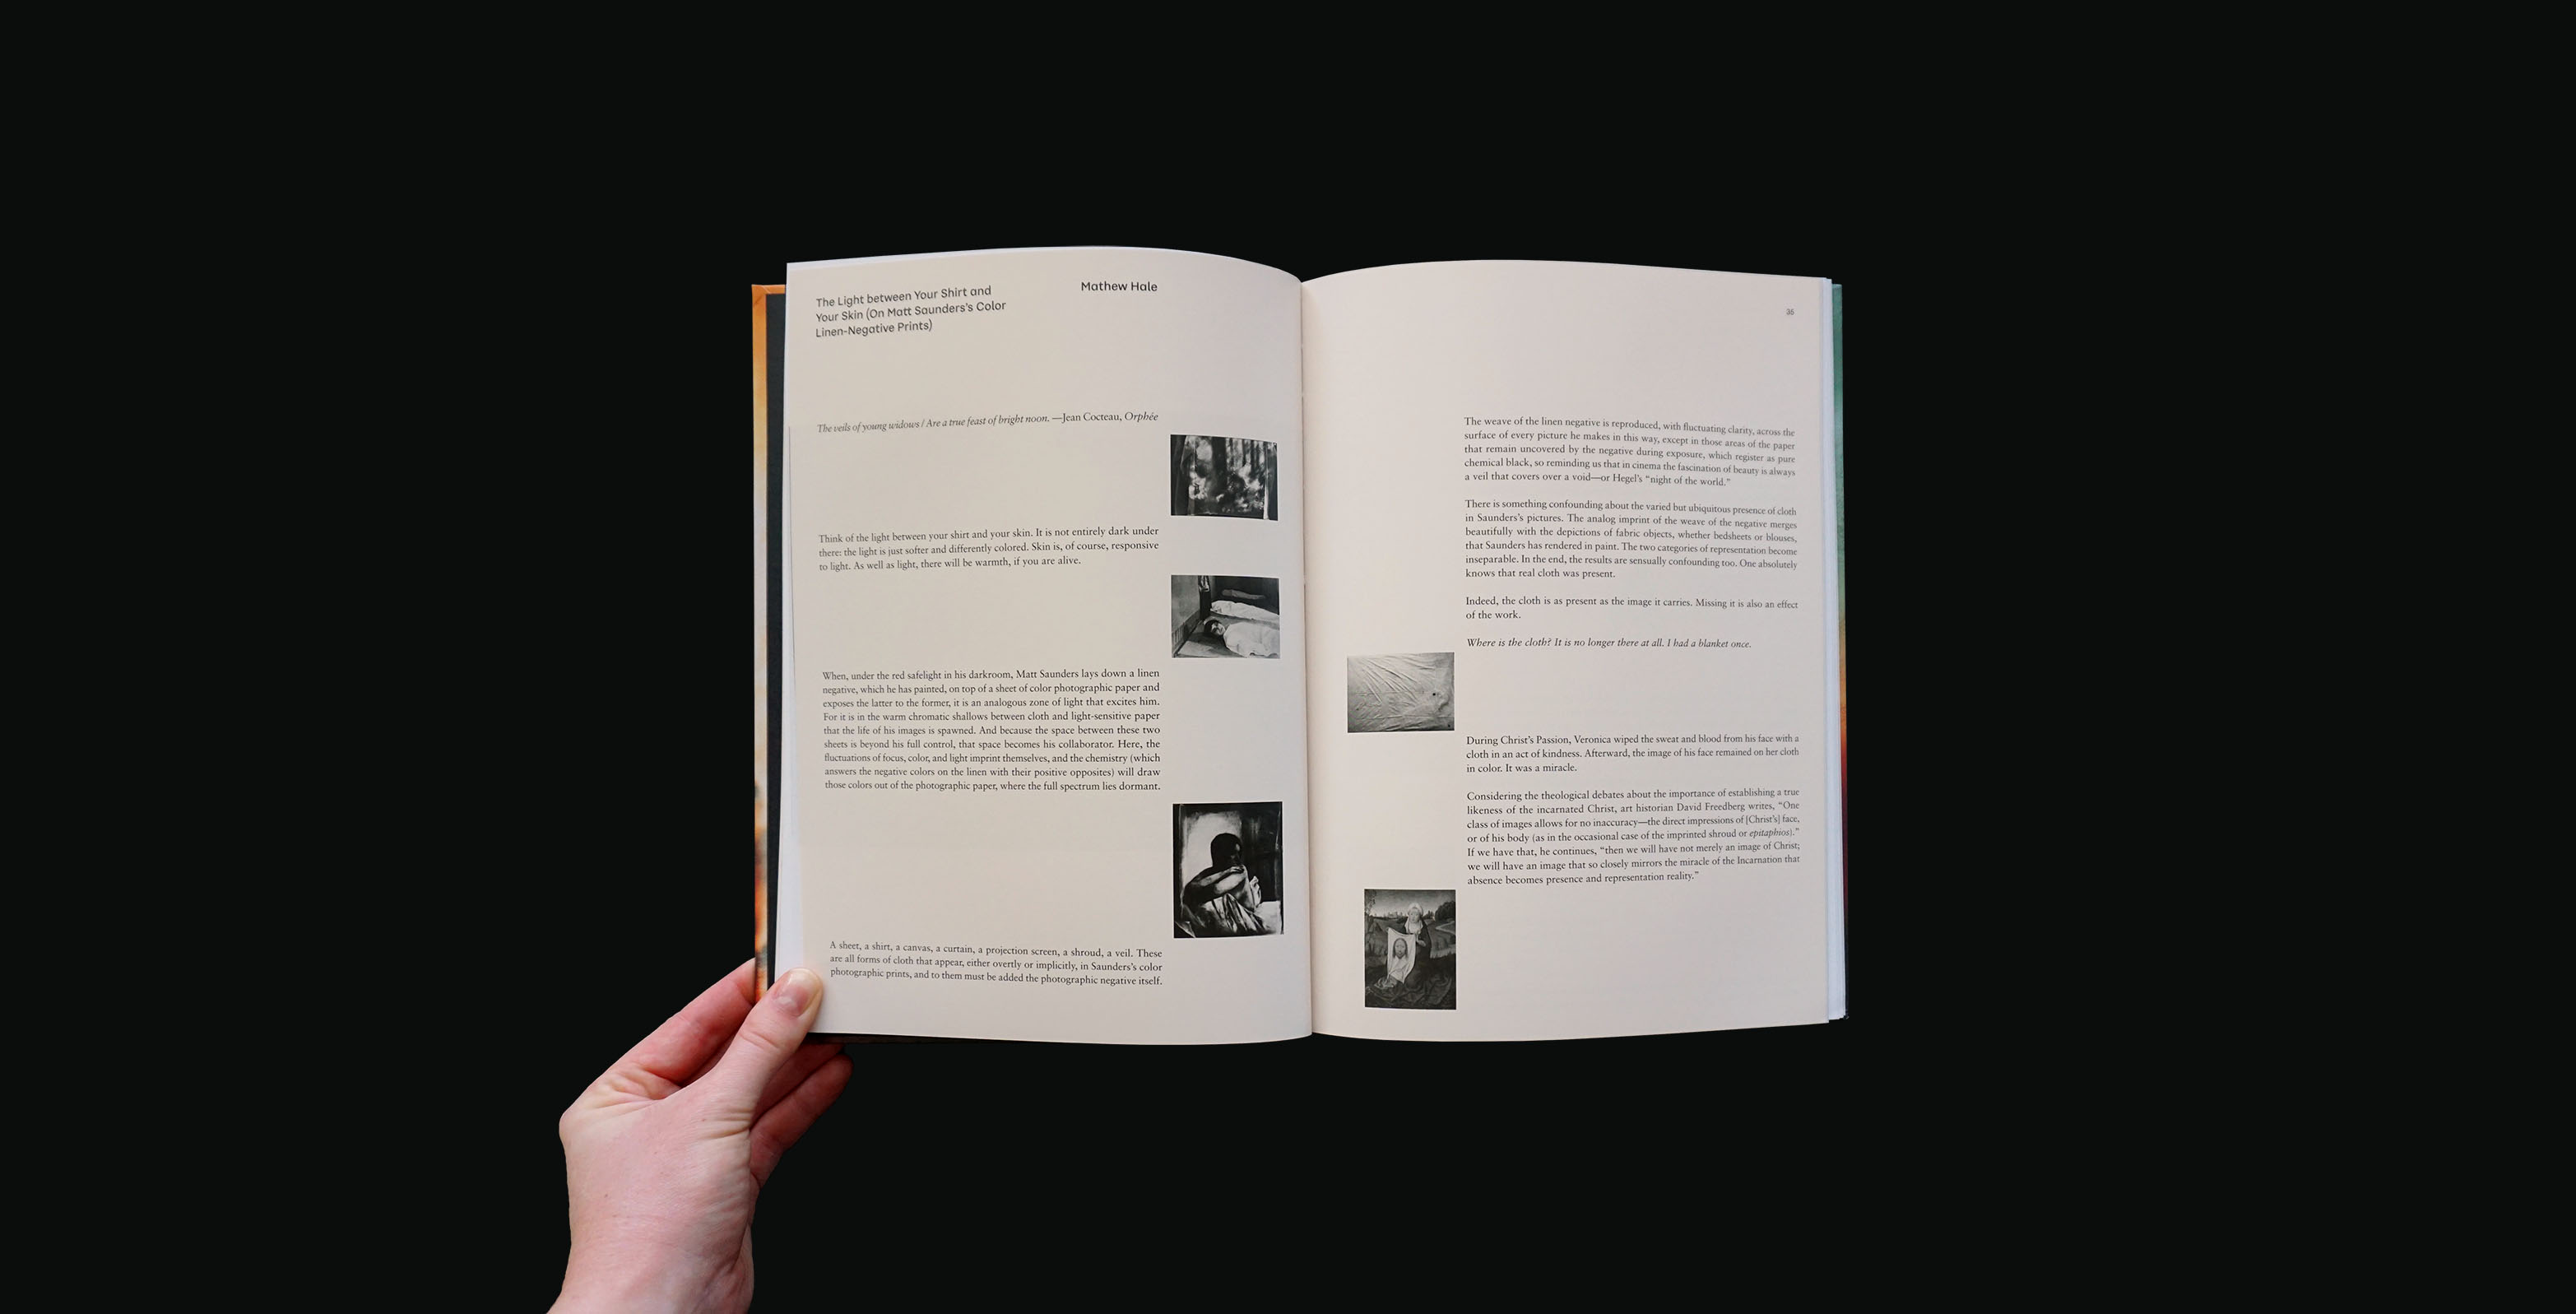 The Light between Your Shirt and
Your Skin (On Matt Saunders's Color
Linen-Negative Prints)
Mathew Hale
The veils of young widows / Are a true feast of bright noon. —Jean Cocteau, Orphée
Think of the light between your shirt and your skin. It is not entirely dark under
there: the light is just softer and differently colored. Skin is, of course, responsive
to light. As well as light, there will be warmth, if you are alive.
When, under the red safelight in his darkroom, Matt Saunders lays down a linen
negative, which he has painted, on top of a sheet of color photographic paper and
exposes the latter to the former, it is an analogous zone of light that excites him.
For it is in the warm chromatic shallows between cloth and light-sensitive paper
that the life of his images is spawned. And because the space between these two
sheets is beyond his full control, that space becomes his collaborator. Here, the
fluctuations of focus, color, and light imprint themselves, and the chemistry (which
answers the negative colors on the linen with their positive opposites) will draw
those colors out of the photographic paper, where the full spectrum lies dormant.
A sheet, a shirt, a canvas, a curtain, a projection screen, a shroud, a veil. These
are all forms of cloth that appear, either overtly or implicitly, in Saunders's color
photographic prints, and to them must be added the photographic negative itself.
36
The weave of the linen negative is reproduced, with fluctuating clarity, across the
surface of every picture he makes in this way, except in those areas of the paper
that remain uncovered by the negative during exposure, which register as pure
chemical black, so reminding us that in cinema the fascination of beauty is always
a veil that covers over a void—or Hegel's “night of the world.”
There is something confounding about the varied but ubiquitous presence of cloth
in Saunders's pictures. The analog imprint of the weave of the negative merges
beautifully with the depictions of fabric objects, whether bedsheets or blouses,
that Saunders has rendered in paint. The two categories of representation become
inseparable. In the end, the results are sensually confounding too. One absolutely
knows that real cloth was present.
Indeed, the cloth is as present as the image it carries. Missing it is also an effect
of the work.
Where is the cloth? It is no longer there at all. I had a blanket once.
During Christ's Passion, Veronica wiped the sweat and blood from his face with a
cloth in an act of kindness. Afterward, the image of his face remained on her cloth
in color. It was a miracle.
Considering the theological debates about the importance of establishing a true
likeness of the incarnated Christ, art historian David Freedberg writes, “One
class of images allows for no inaccuracy—the direct impressions of [Christ's] face,
or of his body (as in the occasional case of the imprinted shroud or epitaphios).”
If we have that, he continues, “then we will have not merely an image of Christ;
we will have an image that so closely mirrors the miracle of the Incarnation that
absence becomes presence and representation reality.”